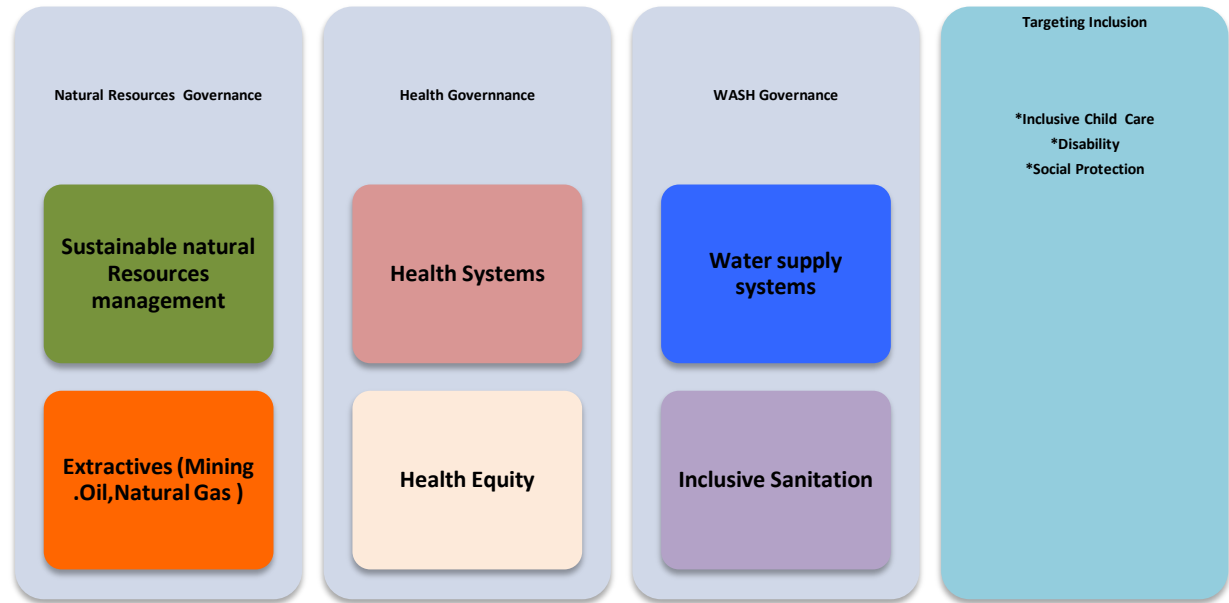 Natural Resources  Governance
Sustainable natural
Resources
management
Extractives (Mining
.Oil,Natural Gas )
Health Governnance
Health Systems
Health Equity
WASH Governance
Water supply
systems
Inclusive Sanitation
Targeting Inclusion
*Inclusive Child  Care
*Disability
*Social Protection